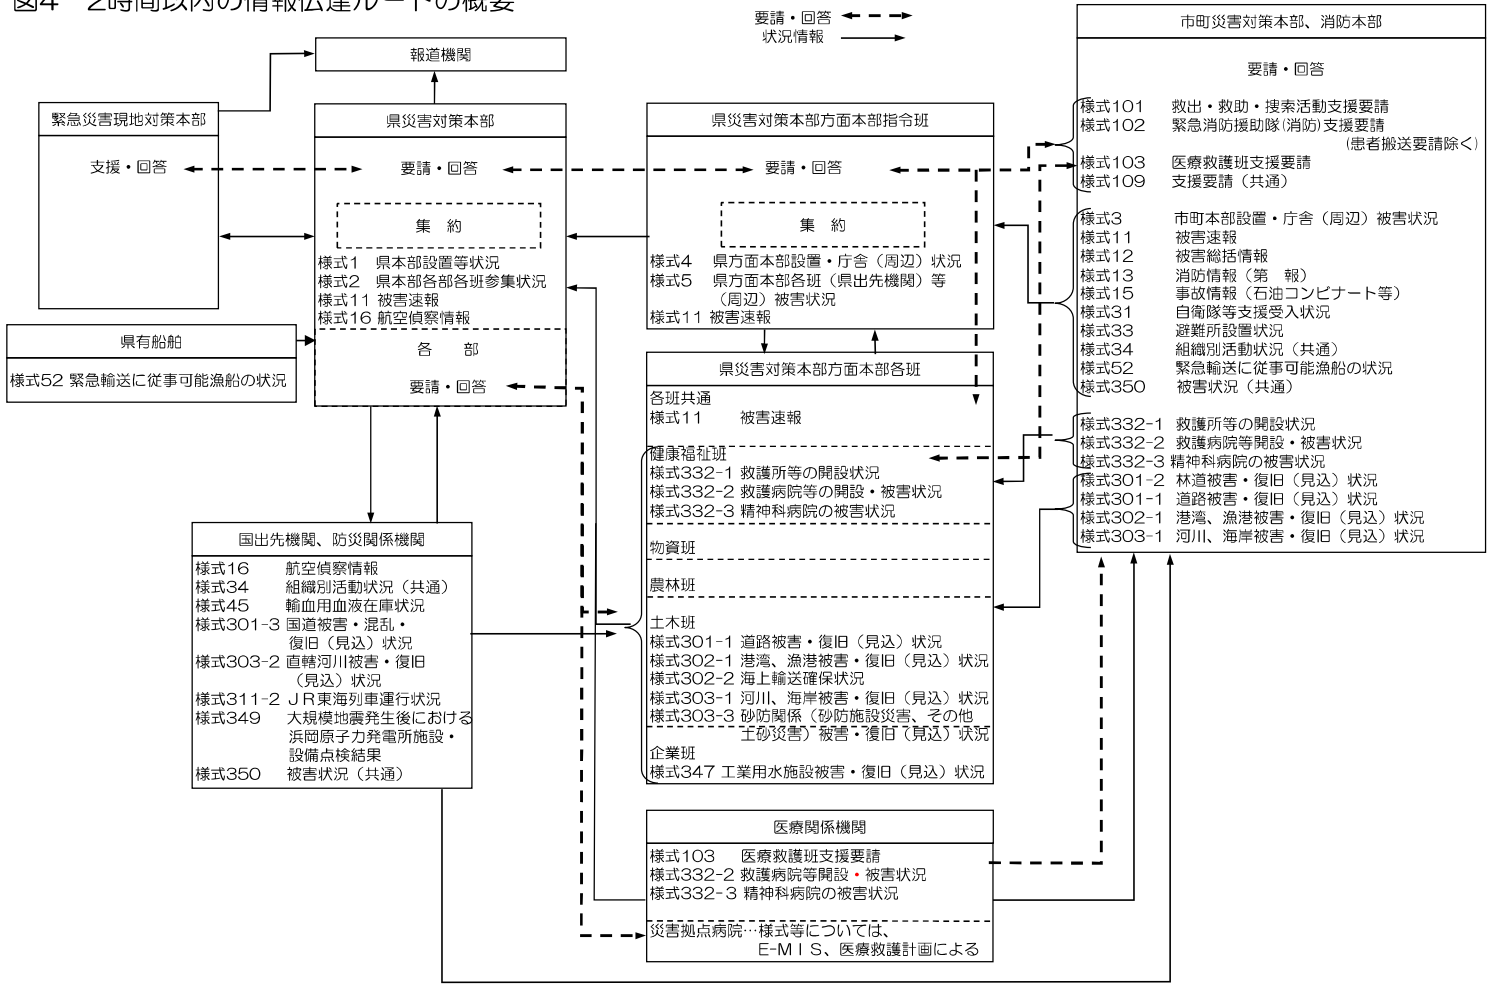 図4　2時間以内の情報伝達ルートの概要
要請・回答
状況情報
報道機関
緊急災害現地対策本部
支援・回答
県災害対策本部
要請・回答
集　約
様式1　県本部設置等状況
様式2　県本部各部各班参集状況
様式11 被害速報
様式16 航空偵察情報
各　　部
要請・回答
県有船舶
様式52 緊急輸送に従事可能漁船の状況
県災害対策本部方面本部指令班
要請・回答
集　約
様式4　県方面本部設置・庁舎（周辺）状況
様式5　県方面本部各班（県出先機関）等
（周辺）被害状況
様式11 被害速報
県災害対策本部方面本部各班
各班共通
様式11　　被害速報
健康福祉班
様式332-1 救護所等の開設状況
様式332-2 救護病院等の開設・被害状況
様式332-3 精神科病院の被害状況
物資班
農林班
土木班
様式301-1 道路被害・復旧（見込）状況
様式302-1 港湾、漁港被害・復旧（見込）状況
様式302-2 海上輸送確保状況
様式303-1 河川、海岸被害・復旧（見込）状況
様式303-3 砂防関係（砂防施設災害、その他
土砂災害）被害・復旧（見込）状況
企業班
様式347 工業用水施設被害・復旧（見込）状況
国出先機関、防災関係機関
様式16　　航空偵察情報
様式34　　組織別活動状況（共通）
様式45　　輸血用血液在庫状況
様式301-3 国道被害・混乱・
復旧（見込）状況
様式303-2 直轄河川被害・復旧
（見込）状況
様式311-2 ＪＲ東海列車運行状況
様式349　　大規模地震発生後における
浜岡原子力発電所施設・
設備点検結果
様式350　　被害状況（共通）
医療関係機関
様式103　　医療救護班支援要請
様式332-2 救護病院等開設・被害状況
様式332-3 精神科病院の被害状況
災害拠点病院…様式等については、
E-ＭＩＳ、医療救護計画による
市町災害対策本部、消防本部
要請・回答
様式101　　救出・救助・捜索活動支援要請
様式102　　緊急消防援助隊(消防)支援要請
(患者搬送要請除く)
様式103　　医療救護班支援要請
様式109　　支援要請（共通）
様式3　　　市町本部設置・庁舎（周辺）被害状況
様式11　　　被害速報
様式12　　　被害総括情報
様式13　　　消防情報（第　報）
様式15　　　事故情報（石油コンビナート等）
様式31　　　自衛隊等支援受入状況
様式33　　　避難所設置状況
様式34　　　組織別活動状況（共通）
様式52　　　緊急輸送に従事可能漁船の状況
様式350　　被害状況（共通）
様式332-1 救護所等の開設状況
様式332-2 救護病院等開設・被害状況
様式332-3 精神科病院の被害状況
様式301-2 林道被害・復旧（見込）状況
様式301-1 道路被害・復旧（見込）状況
様式302-1 港湾、漁港被害・復旧（見込）状況
様式303-1 河川、海岸被害・復旧（見込）状況